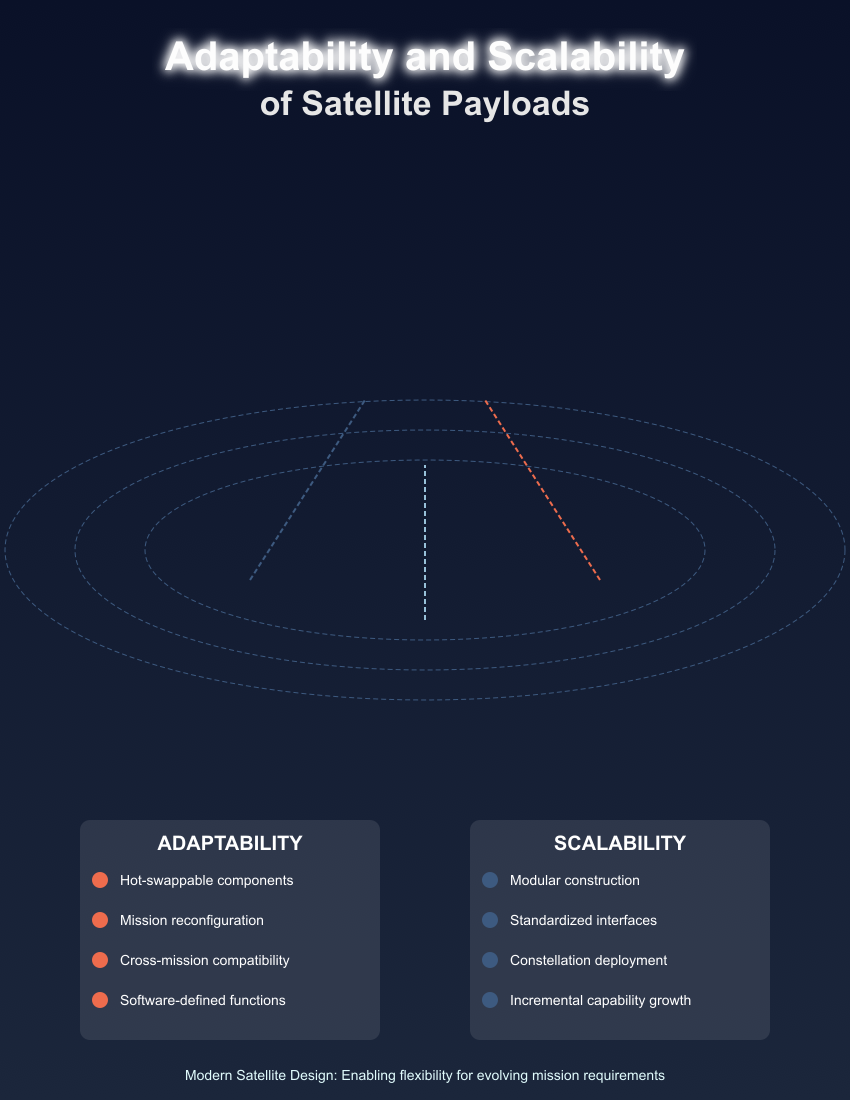 Adaptability and Scalability
of Satellite Payloads
ADAPTABILITY
Hot-swappable components
Mission reconfiguration
Cross-mission compatibility
Software-defined functions
SCALABILITY
Modular construction
Standardized interfaces
Constellation deployment
Incremental capability growth
Modern Satellite Design: Enabling flexibility for evolving mission requirements